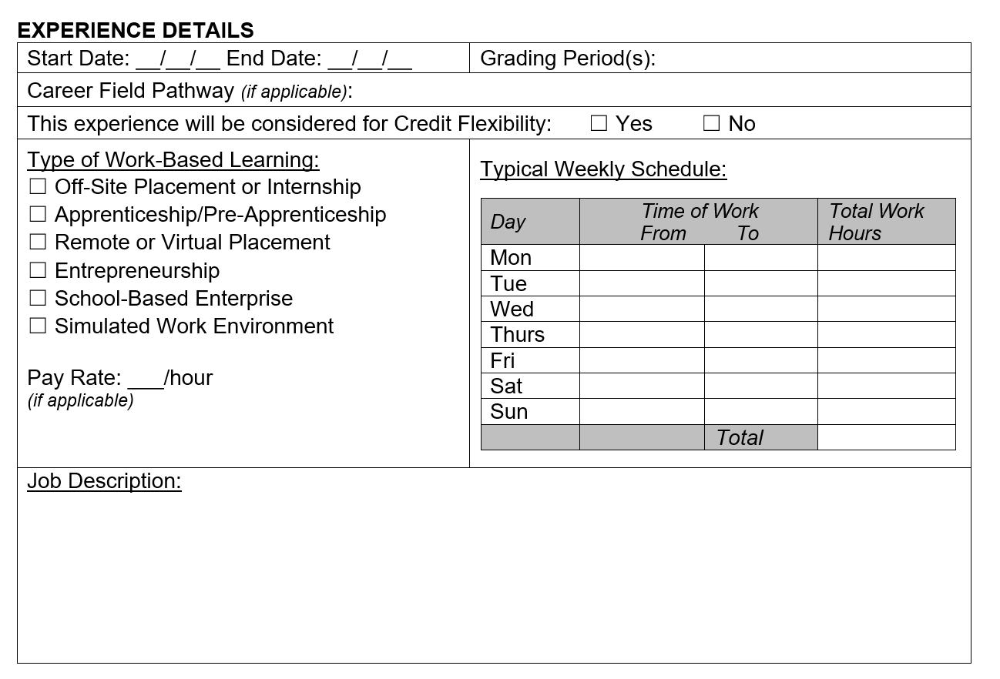 EXPERIENCE DETAILS
Start Date: __/__/__ End Date: __/__/__
Grading Period(s):
Career Field Pathway (if applicable):
This experience will be considered for Credit Flexibility: ☐ Yes ☐ No
Type of Work-Based Learning:
☐ Off-Site Placement or Internship
☐ Apprenticeship/Pre-Apprenticeship
☐ Remote or Virtual Placement
☐ Entrepreneurship
☐ School-Based Enterprise
☐ Simulated Work Environment
Pay Rate: ___/hour
(if applicable)
Typical Weekly Schedule:
Day
Time of Work
From To
Total Work
Hours
Mon
Tue
Wed
Thurs
Fri
Sat
Sun
Total
Job Description: